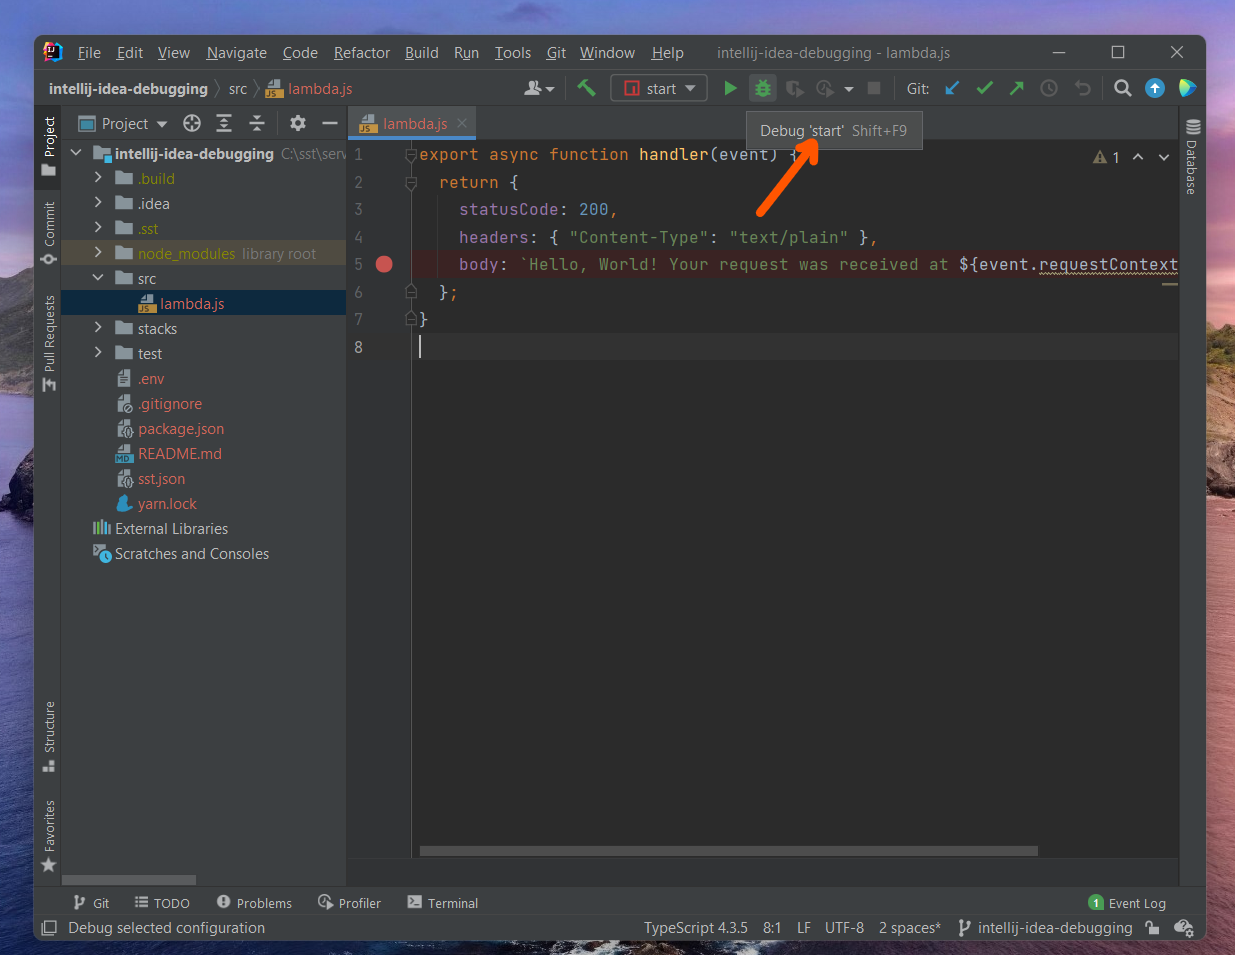 File Edit View Navigate Code Refactor Build Run Tools Git Window Help intellij-idea-debugging - lambda.js
intellij-idea-debugging src lambda.js start Git:
Project
Commit
Pull Requests
Structure
Favorites
Project
intellij-idea-debugging C:\sst\serv
.build
.idea
.sst
node_modules library root
src
lambda.js
stacks
test
.env
.gitignore
package.json
README.md
sst.json
yarn.lock
External Libraries
Scratches and Consoles
lambda.js
Debug 'start' Shift+F9
1 export async function handler(event) {
2 return {
3 statusCode: 200,
4 headers: { "Content-Type": "text/plain" },
5 body: `Hello, World! Your request was received at ${event.requestContext
6 };
7 }
8
1
Database
Git TODO Problems Profiler Terminal 1 Event Log
Debug selected configuration TypeScript 4.3.5 8:1 LF UTF-8 2 spaces* intellij-idea-debugging